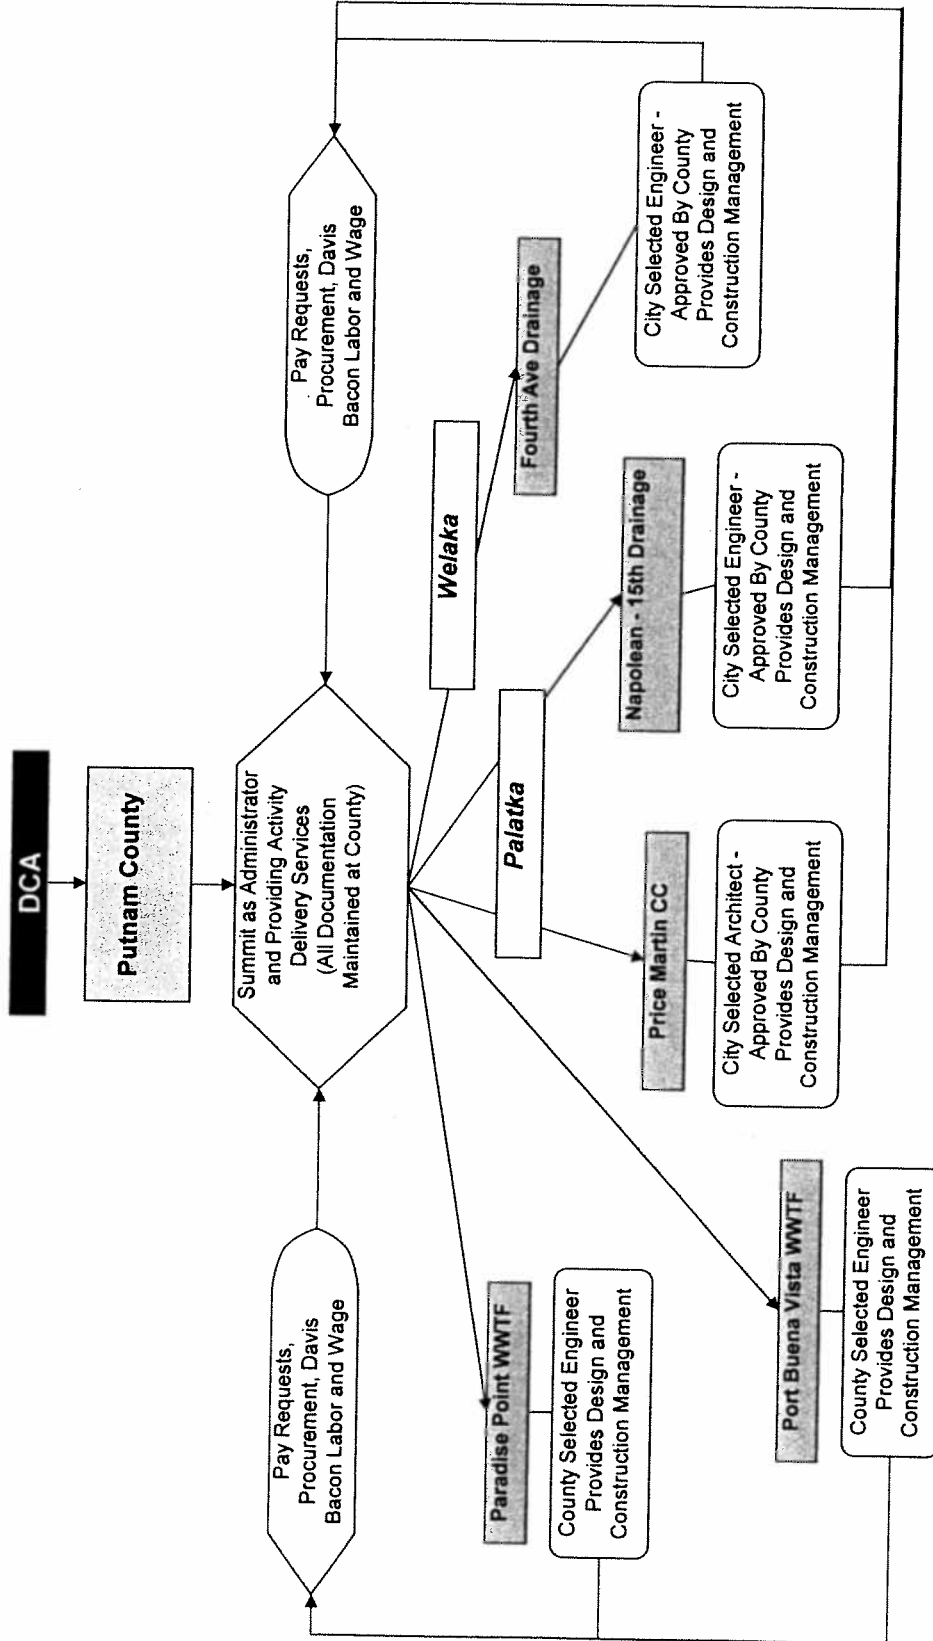 DCA
Putnam County
Summit as Administrator
and Providing Activity
Delivery Services
(All Documentation
Maintained at County)
Pay Requests,
Procurement, Davis
Bacon Labor and Wage
Pay Requests,
Procurement, Davis
Bacon Labor and Wage
Welaka
Palatka
Paradise Point WWTF
County Selected Engineer
Provides Design and
Construction Management
Port Buena Vista WWTF
County Selected Engineer
Provides Design and
Construction Management
Price Martin CC
City Selected Architect -
Approved By County
Provides Design and
Construction Management
Napolean - 15th Drainage
City Selected Engineer -
Approved By County
Provides Design and
Construction Management
Fourth Ave Drainage
City Selected Engineer -
Approved By County
Provides Design and
Construction Management